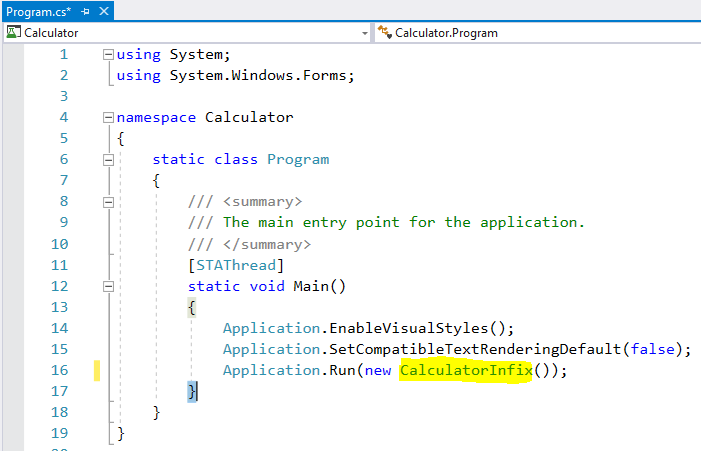 Program.cs*
Calculator Calculator.Program
1 using System;
2 using System.Windows.Forms;
3
4 namespace Calculator
5 {
6 static class Program
7 {
8 /// <summary>
9 /// The main entry point for the application.
10 /// </summary>
11 [STAThread]
12 static void Main()
13 {
14 Application.EnableVisualStyles();
15 Application.SetCompatibleTextRenderingDefault(false);
16 Application.Run(new CalculatorInfix());
17 }
18 }
19 }